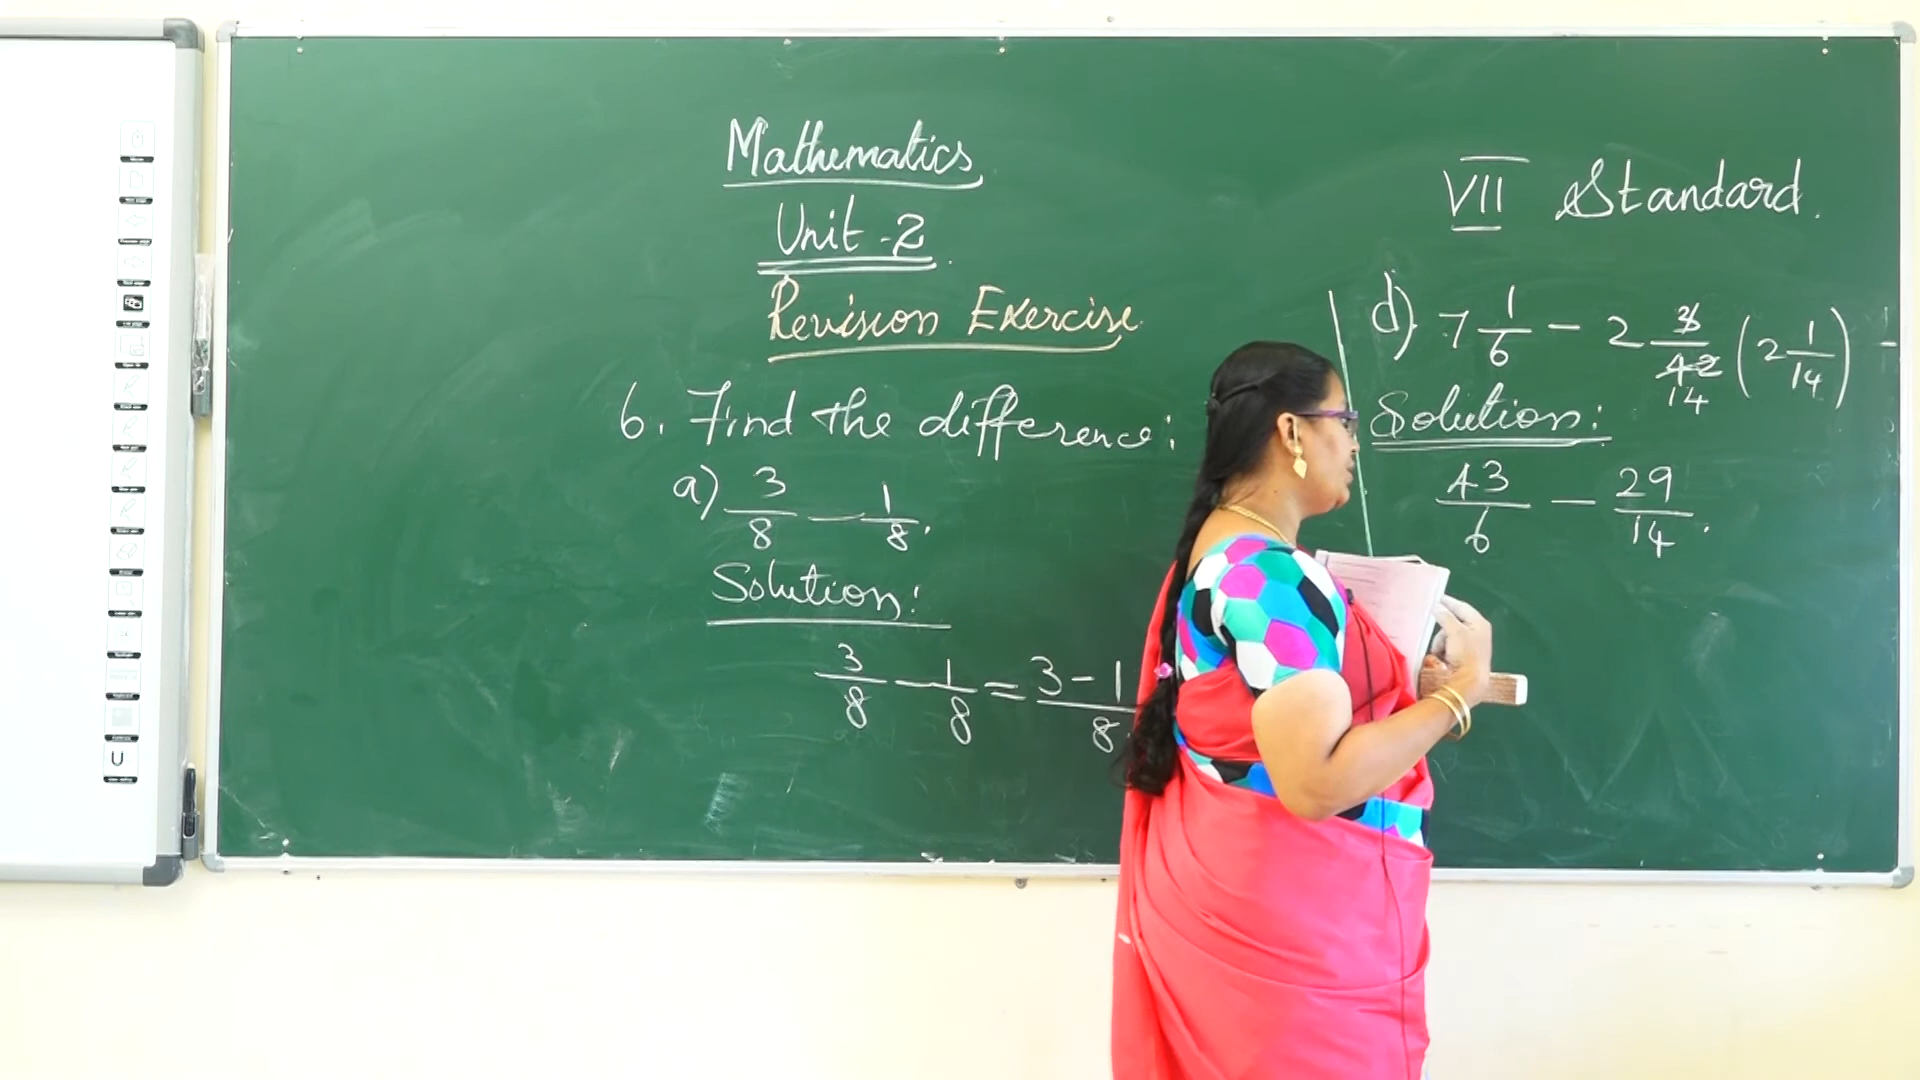 Mathematics
Unit - 2
Revision Exercise
6. Find the difference:
a) 3/8 - 1/8.
Solution:
3/8 - 1/8 = 3 - 1/8.
VII Standard.
d) 7 1/6 - 2 3/42 14 (2 1/14) -
Solution:
43/6 - 29/14.
U